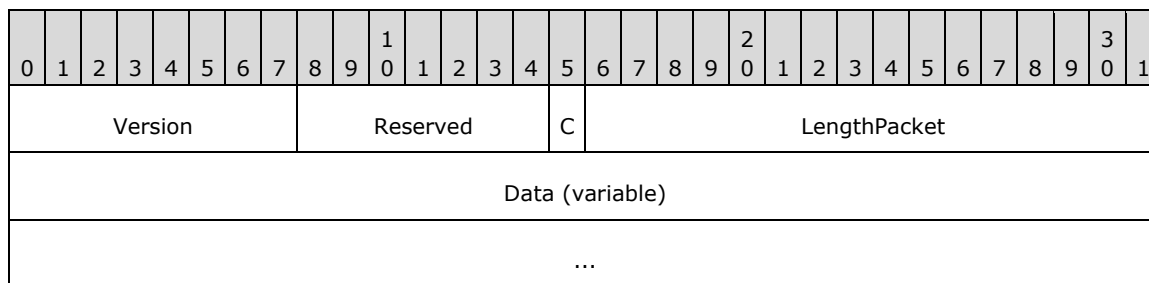 1 2 3
0 1 2 3 4 5 6 7 8 9 0 1 2 3 4 5 6 7 8 9 0 1 2 3 4 5 6 7 8 9 0 1
Version Reserved C LengthPacket
Data (variable)
...